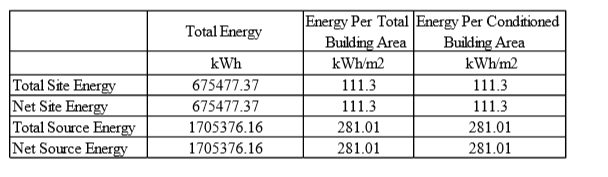 Total Energy Energy Per Total Building Area Energy Per Conditioned Building Area
kWh kWh/m2 kWh/m2
Total Site Energy 675477.37 111.3 111.3
Net Site Energy 675477.37 111.3 111.3
Total Source Energy 1705376.16 281.01 281.01
Net Source Energy 1705376.16 281.01 281.01